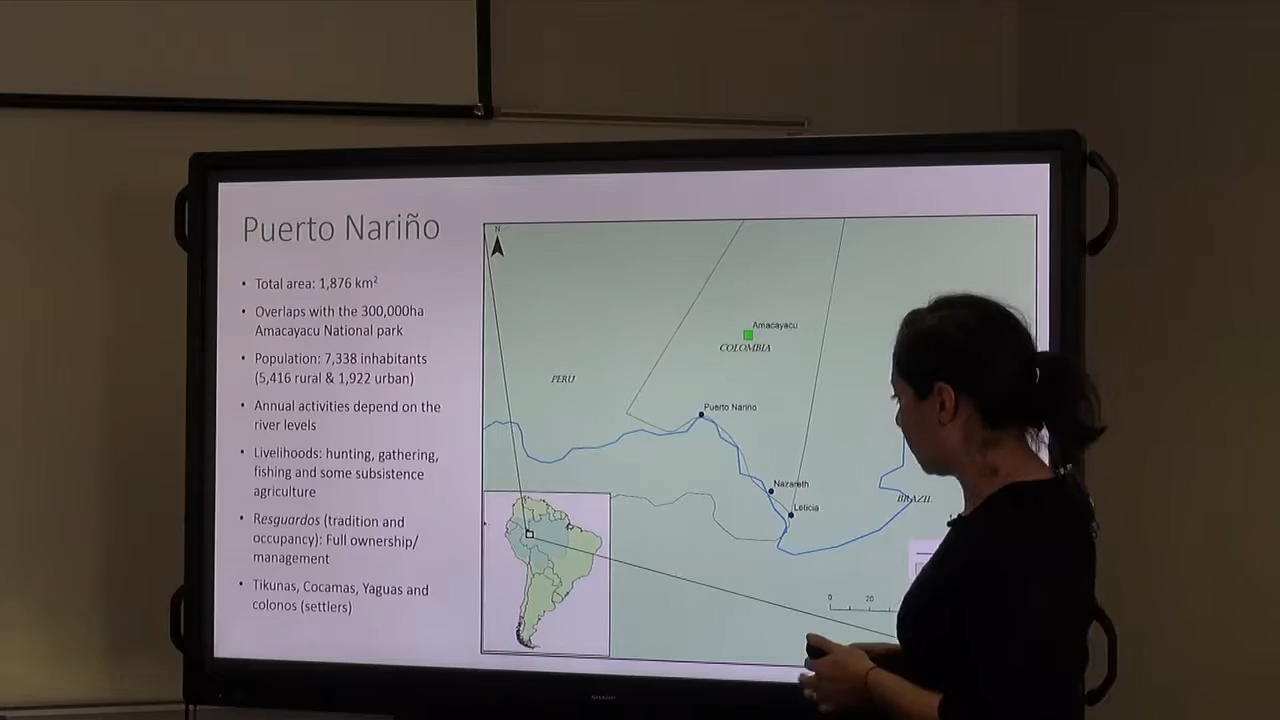 Puerto Nariño
• Total area: 1,876 km²
• Overlaps with the 300,000ha
Amacayacu National park
• Population: 7,338 inhabitants
(5,416 rural & 1,922 urban)
• Annual activities depend on the
river levels
• Livelihoods: hunting, gathering,
fishing and some subsistence
agriculture
• Resguardos (tradition and
occupancy): Full ownership/
management
• Tikunas, Cocamas, Yaguas and
colonos (settlers)
N
Amacayacu
COLOMBIA
PERU
Puerto Narino
Nazareth
Leticia
BRAZIL
0 20
SHARP